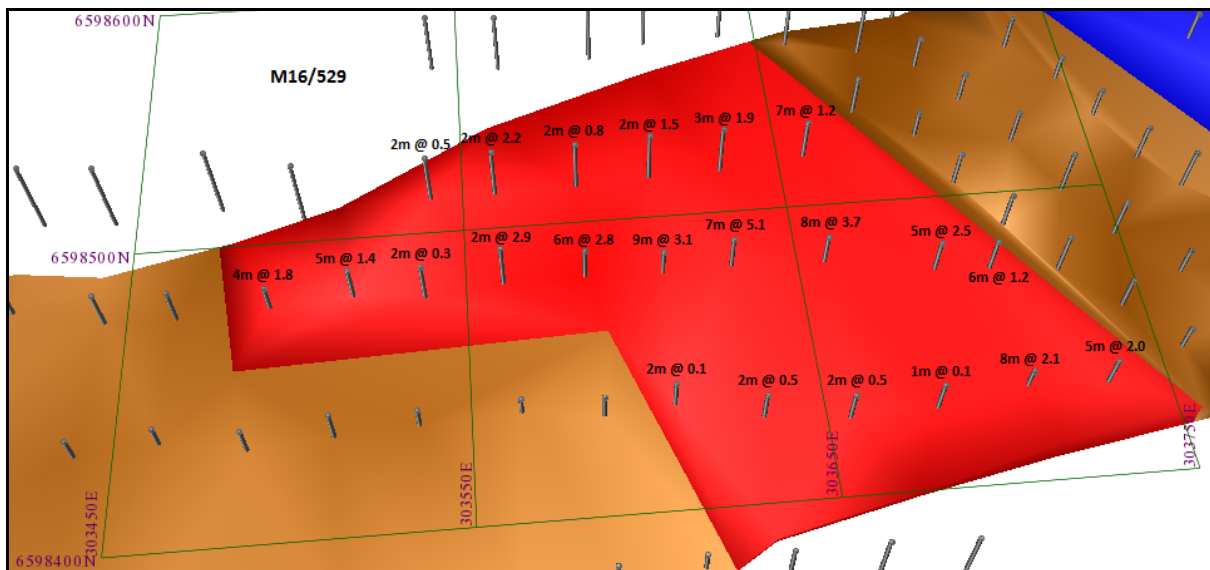 6598600N
M16/529
2m @ 0.5
2m @ 2.2
2m @ 0.8
2m @ 1.5
3m @ 1.9
7m @ 1.2
6598500N
4m @ 1.8
5m @ 1.4
2m @ 0.3
2m @ 2.9
6m @ 2.8
9m @ 3.1
7m @ 5.1
8m @ 3.7
5m @ 2.5
6m @ 1.2
2m @ 0.1
2m @ 0.5
2m @ 0.5
1m @ 0.1
8m @ 2.1
5m @ 2.0
303450E
303550E
303650E
303750E
6598400N